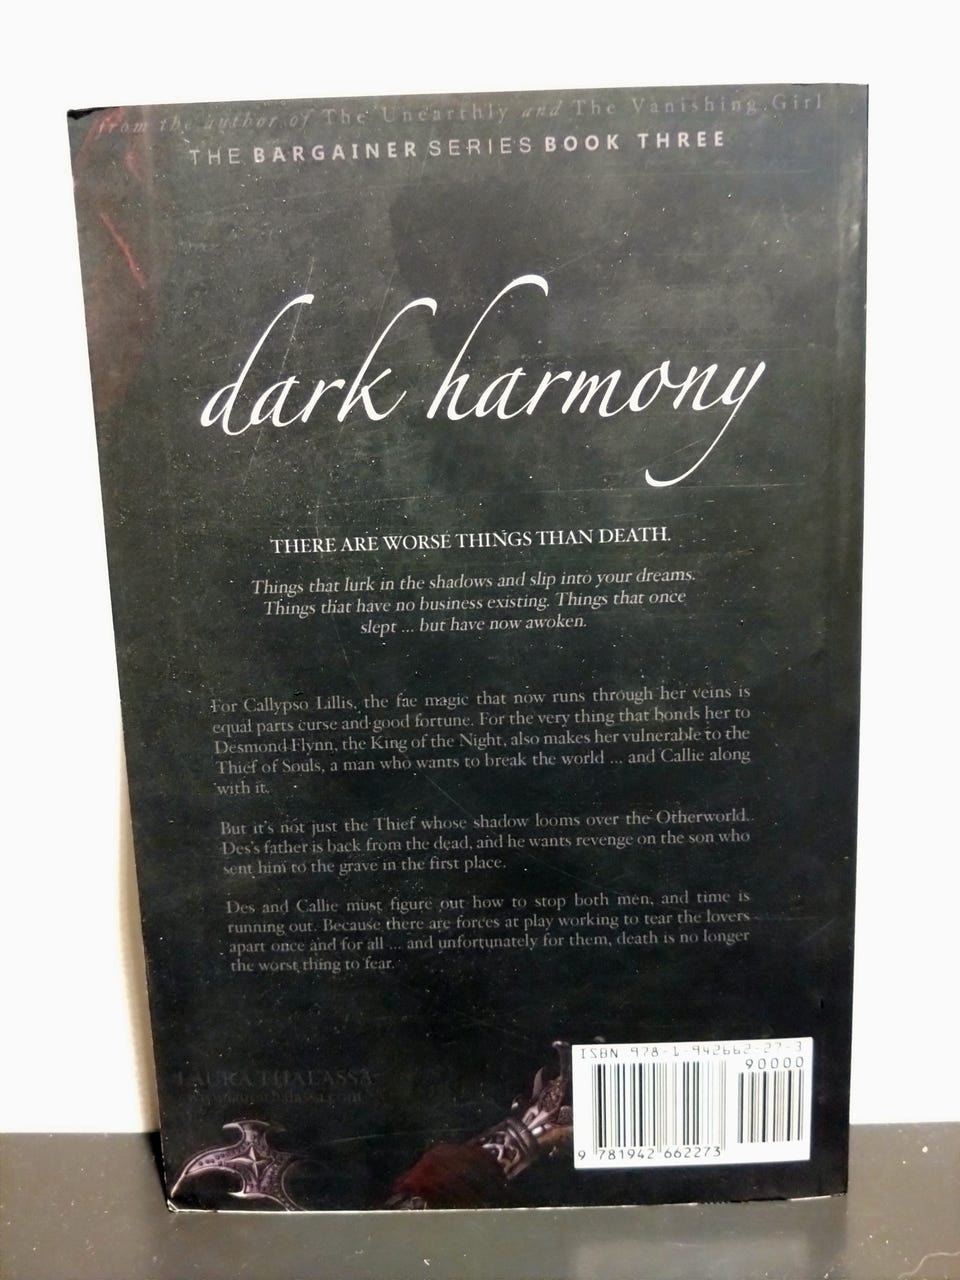 from the author of The Unearthly and The Vanishing Girl
THE BARGAINER SERIES BOOK THREE
dark harmony
THERE ARE WORSE THINGS THAN DEATH.
Things that lurk in the shadows and slip into your dreams.
Things that have no business existing. Things that once
slept ... but have now awoken.
For Callypso Lillis, the fae magic that now runs through her veins is
equal parts curse and good fortune. For the very thing that bonds her to
Desmond Flynn, the King of the Night, also makes her vulnerable to the
Thief of Souls, a man who wants to break the world ... and Callie along
with it.
But it's not just the Thief whose shadow looms over the Otherworld.
Des's father is back from the dead, and he wants revenge on the son who
sent him to the grave in the first place.
Des and Callie must figure out how to stop both men, and time is
running out. Because there are forces at play working to tear the lovers
apart once and for all ... and unfortunately for them, death is no longer
the worst thing to fear.
LAURA THALASSA
www.laurathalassa.com
ISBN 978-1-942662-27-3
90000
9 781942 662273